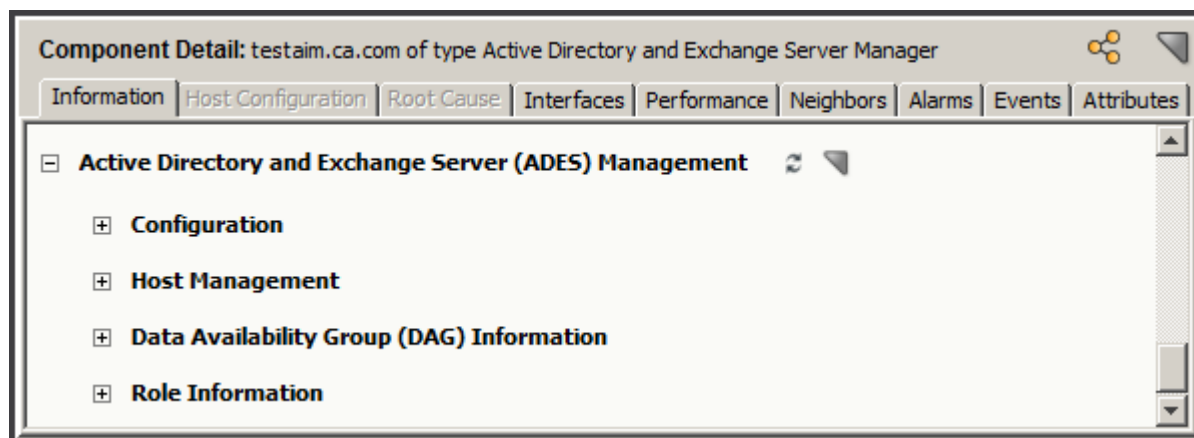 Component Detail: testaim.ca.com of type Active Directory and Exchange Server Manager
Information Host Configuration Root Cause Interfaces Performance Neighbors Alarms Events Attributes
Active Directory and Exchange Server (ADES) Management
Configuration
Host Management
Data Availability Group (DAG) Information
Role Information